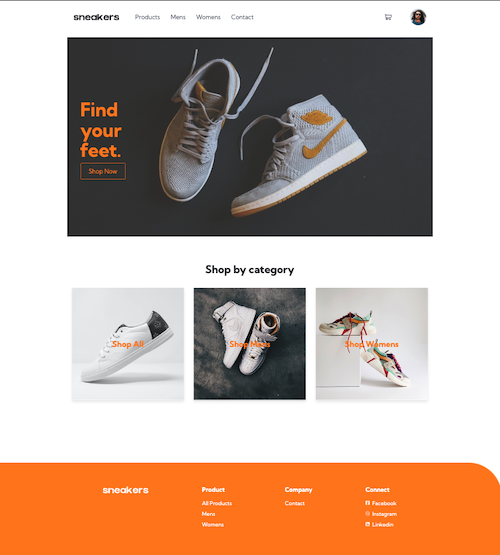 sneakers Products Mens Womens Contact
Find
your
feet.
Shop Now
Shop by category
Shop All Shop Mens Shop Womens
sneakers Product Company Connect
All Products Contact Facebook
Mens Instagram
Womens Linkedin